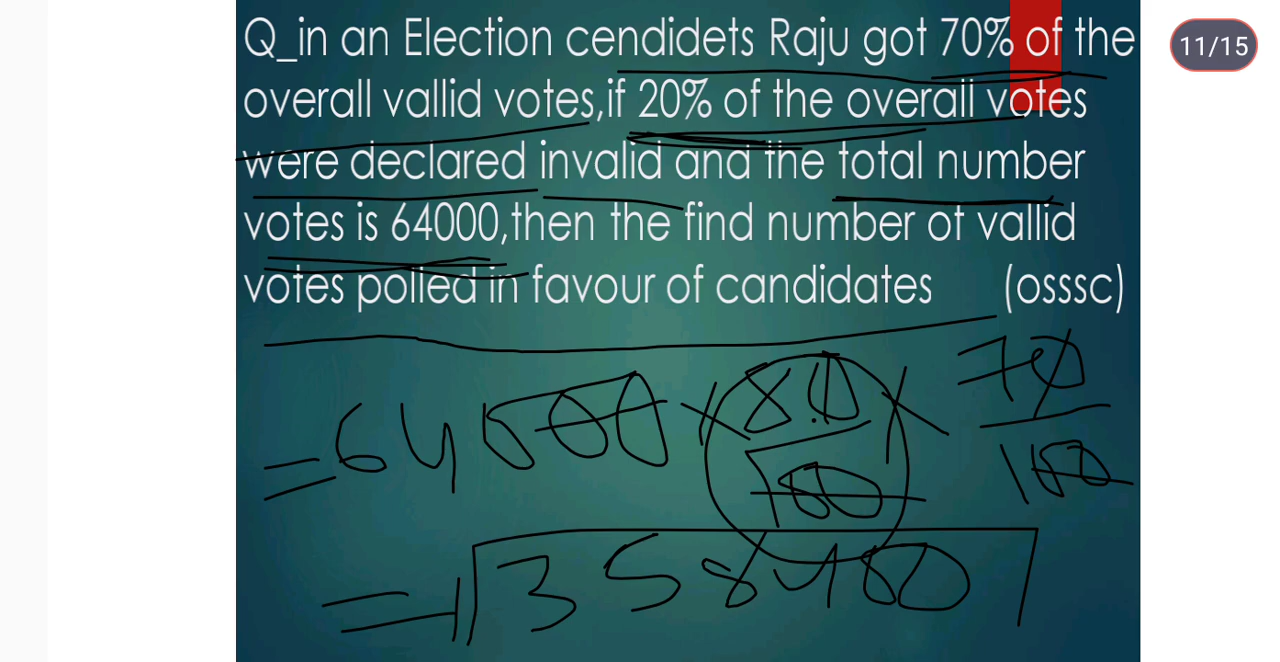 Q_in an Election cendidets Raju got 70% of the
11/15
overall vallid votes,if 20% of the overall votes
were declared invalid and the total number
votes is 64000,then the find number of vallid
votes polled in favour of candidates (osssc)
= 64000 × 80/100 × 70/100
= 35840